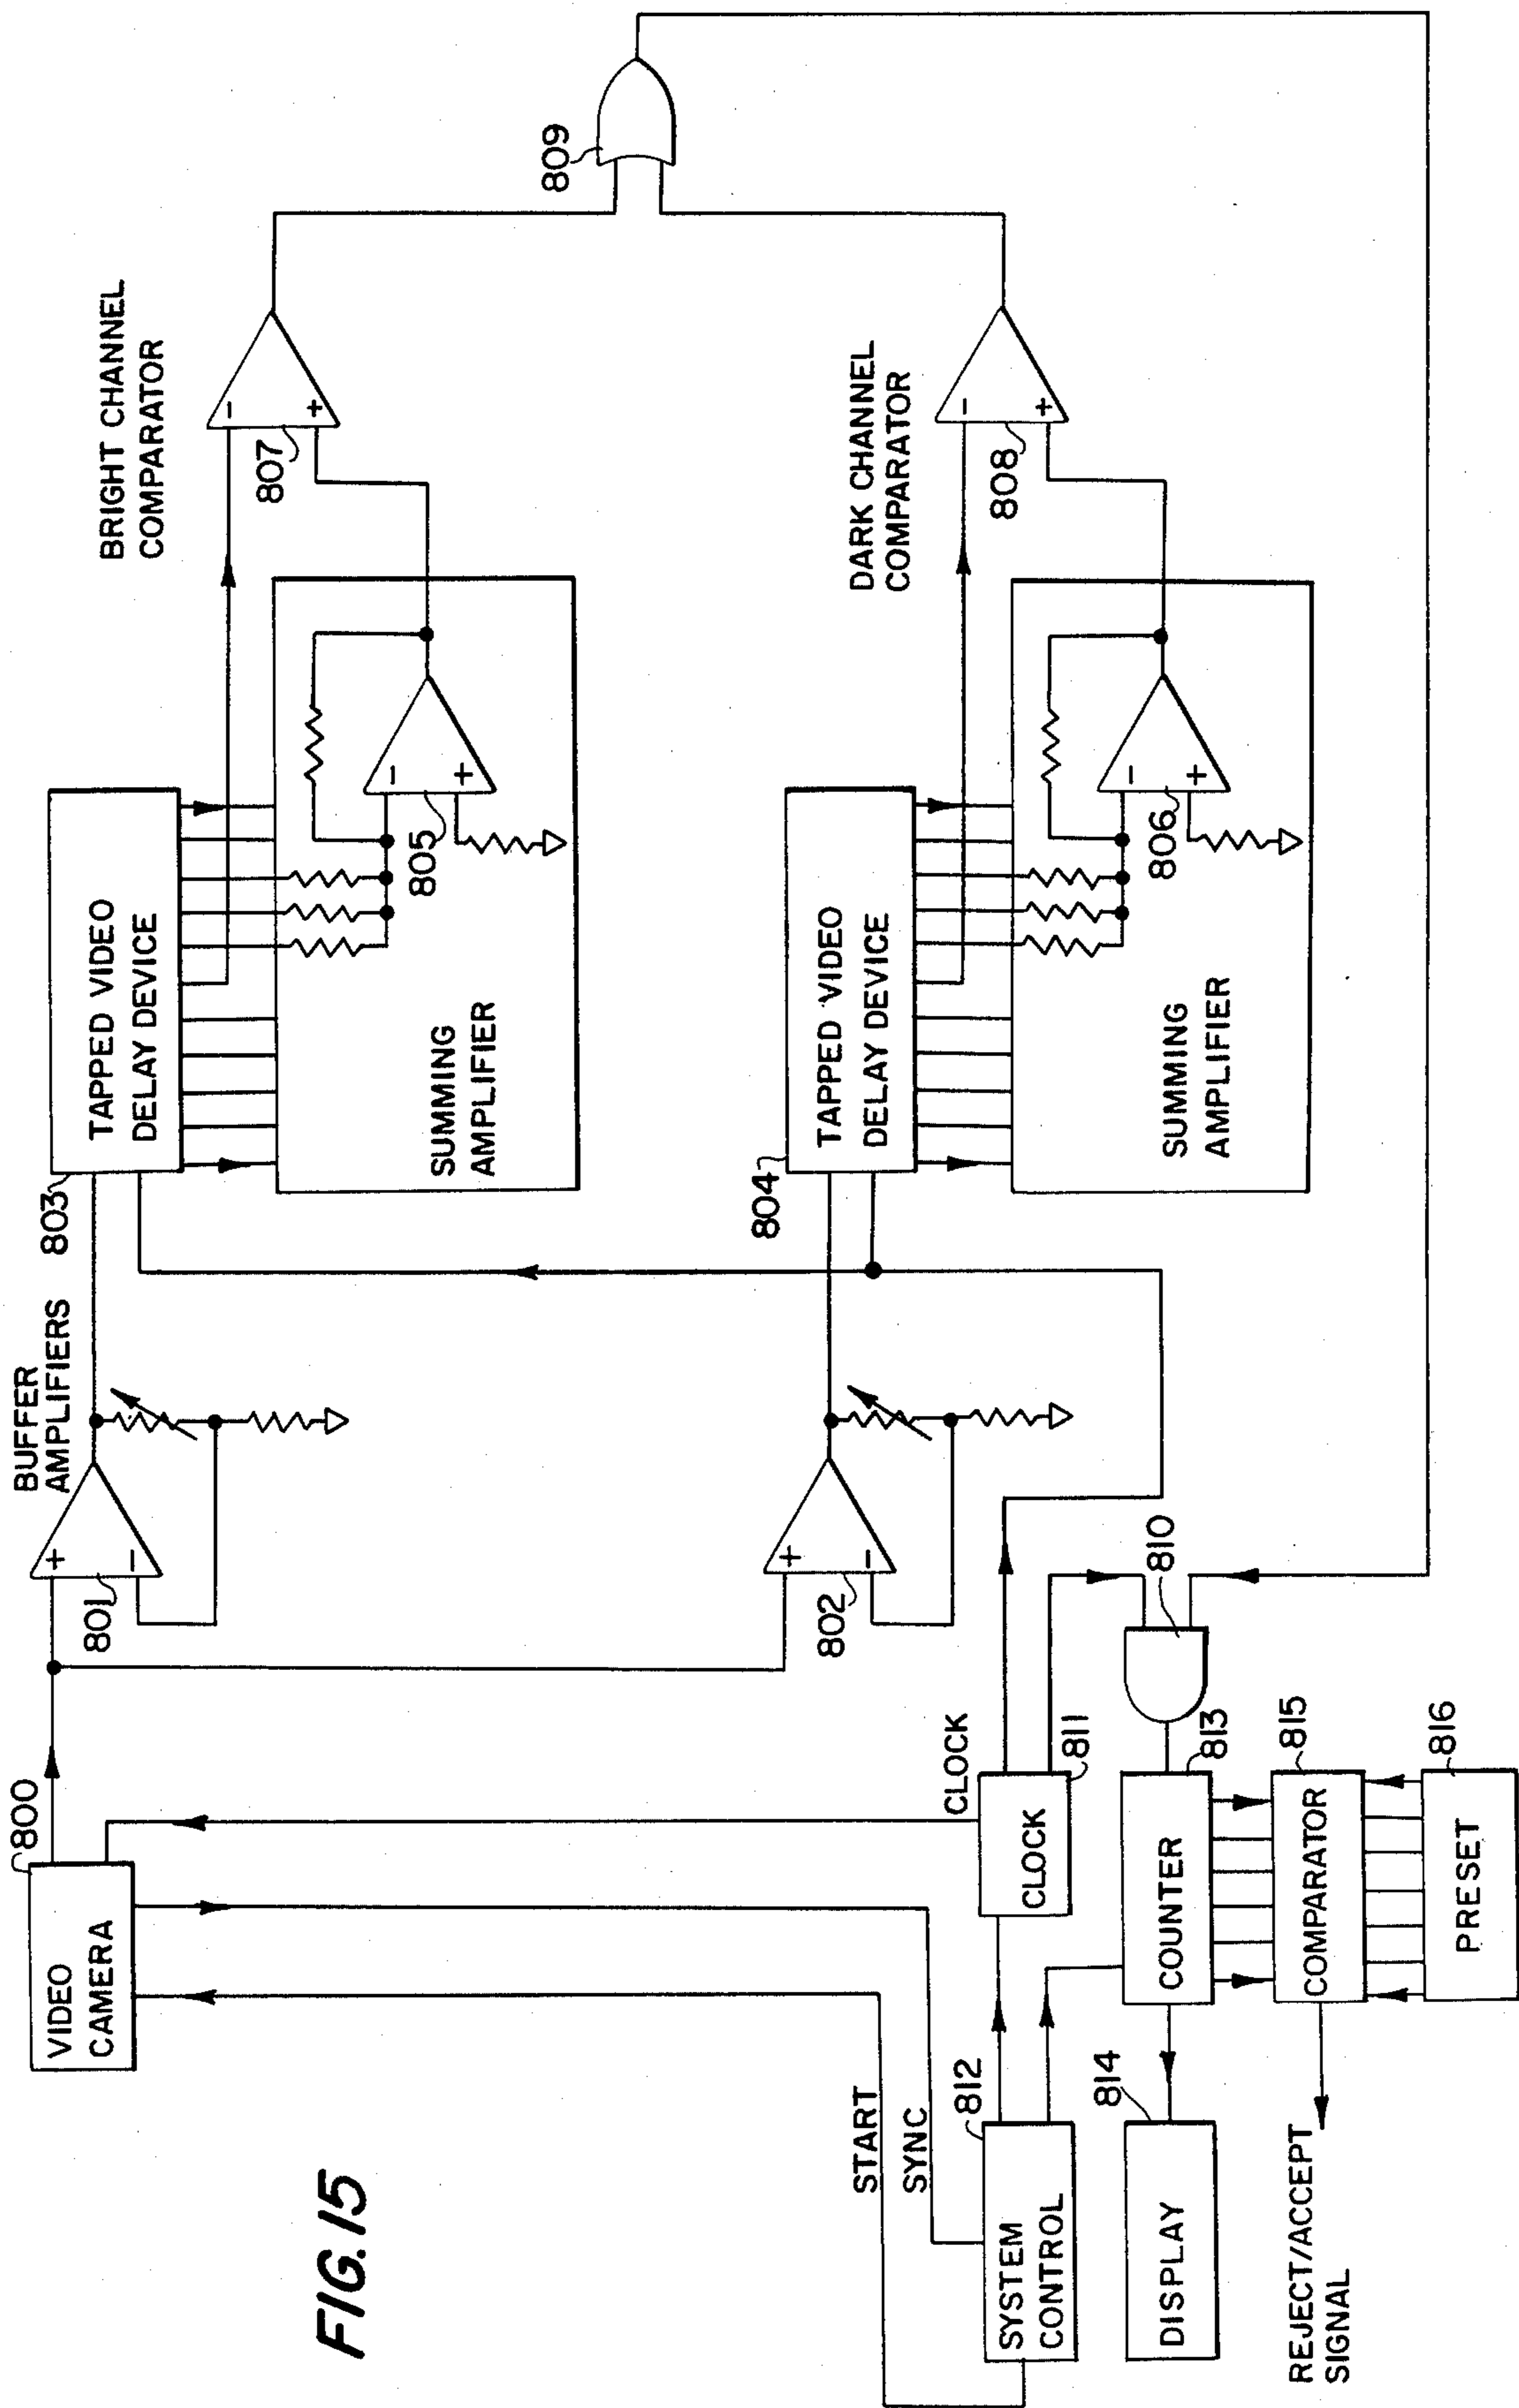 FIG. 15
800
VIDEO
CAMERA
START
SYNC
CLOCK
BUFFER
AMPLIFIERS
+
-
801
+
-
802
803
TAPPED VIDEO
DELAY DEVICE
804
TAPPED VIDEO
DELAY DEVICE
SUMMING
AMPLIFIER
-
+
805
SUMMING
AMPLIFIER
-
+
806
BRIGHT CHANNEL
COMPARATOR
-
+
807
DARK CHANNEL
COMPARATOR
-
+
808
809
810
812
SYSTEM
CONTROL
CLOCK
811
814
DISPLAY
COUNTER
813
REJECT/ACCEPT
SIGNAL
COMPARATOR
815
PRESET
816